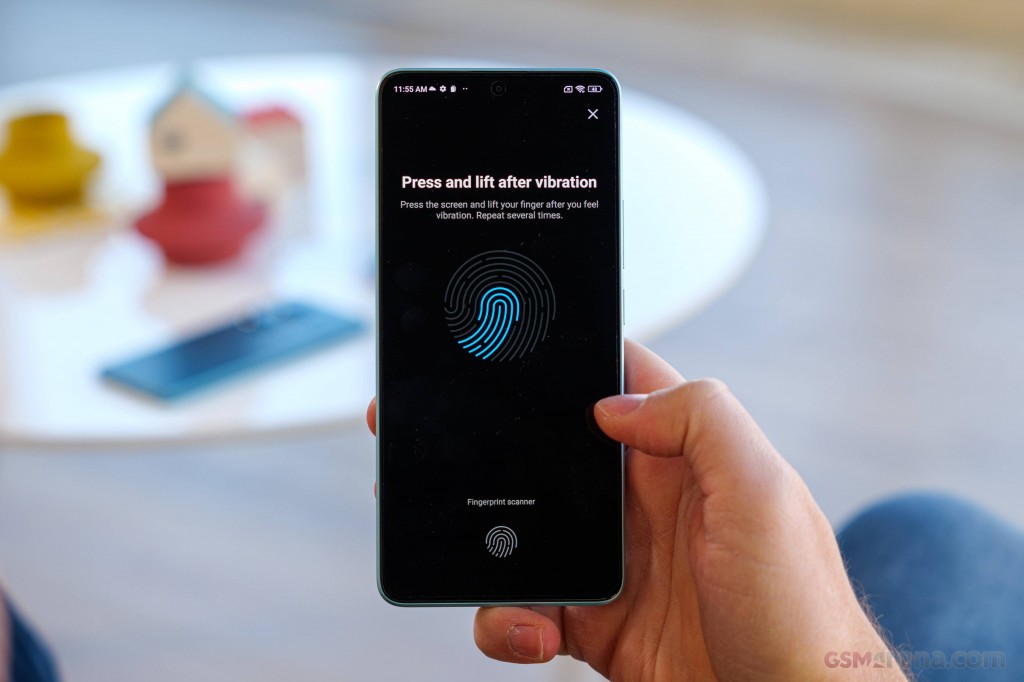 11:55 AM
Press and lift after vibration
Press the screen and lift your finger after you feel
vibration. Repeat several times.
Fingerprint scanner
GSMArena.com